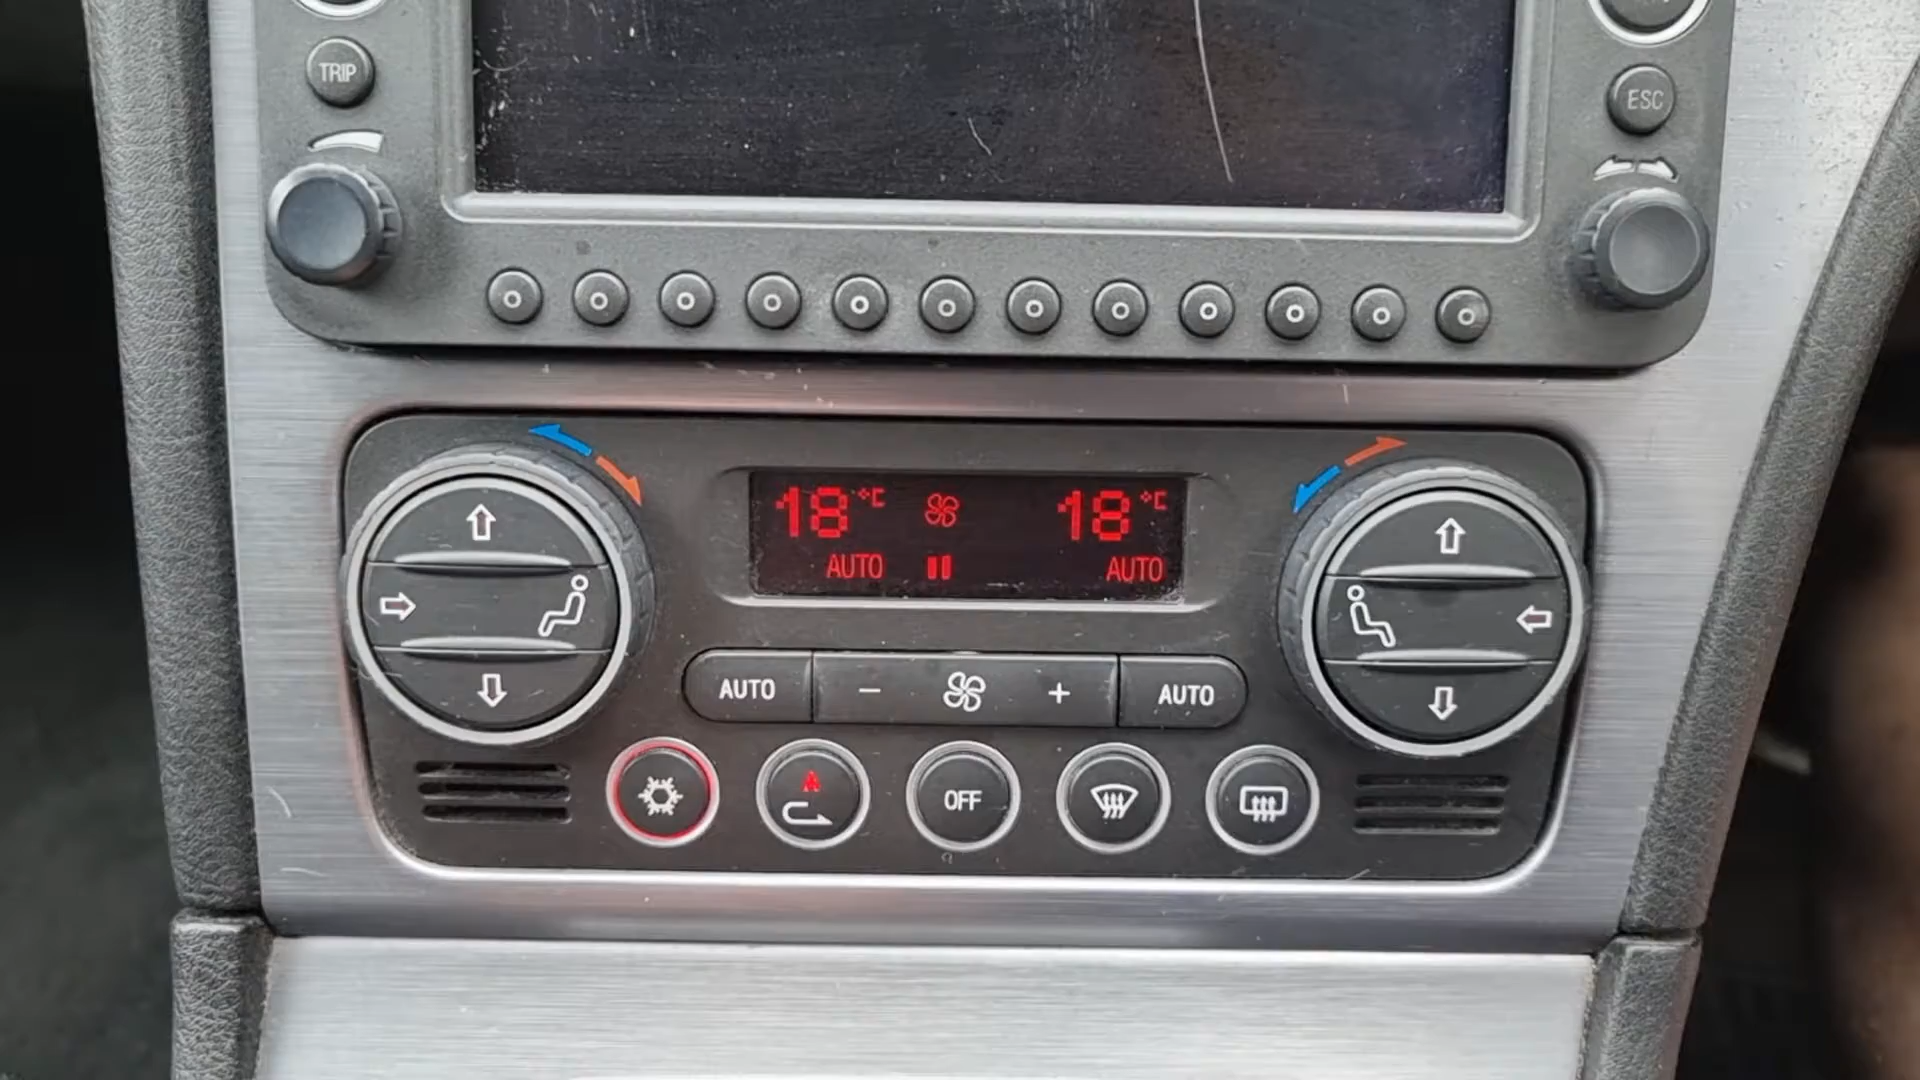 TRIP
ESC
18°C 18°C
AUTO AUTO
AUTO - + AUTO
A
OFF